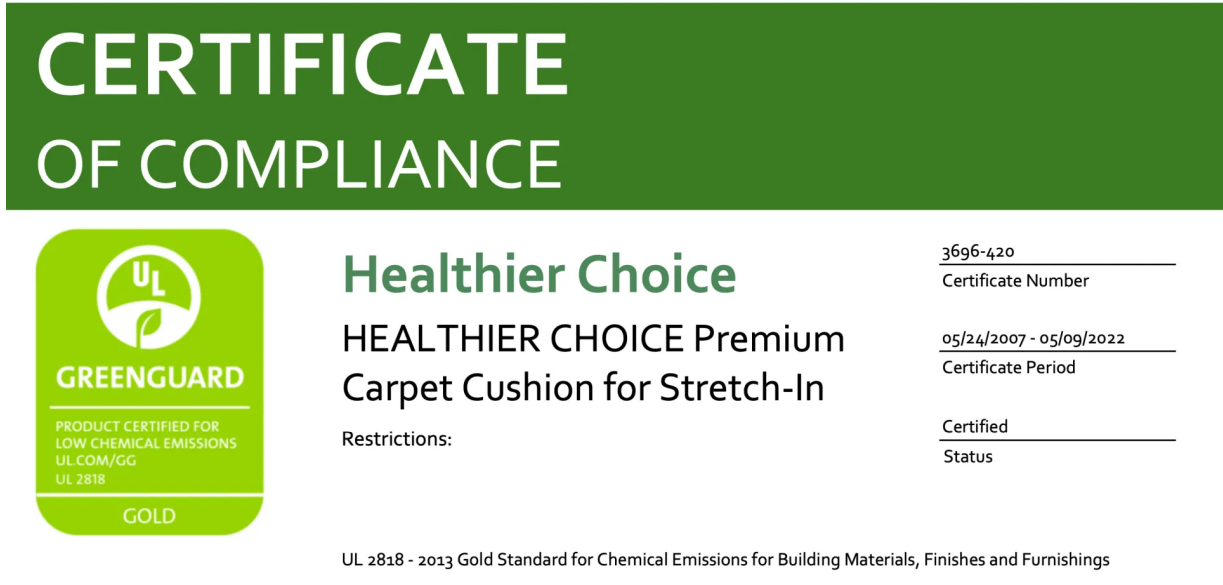 CERTIFICATE
OF COMPLIANCE
UL
GREENGUARD
PRODUCT CERTIFIED FOR
LOW CHEMICAL EMISSIONS
UL.COM/GG
UL 2818
GOLD
Healthier Choice
HEALTHIER CHOICE Premium
Carpet Cushion for Stretch-In
Restrictions:
3696-420
Certificate Number
05/24/2007 - 05/09/2022
Certificate Period
Certified
Status
UL 2818 - 2013 Gold Standard for Chemical Emissions for Building Materials, Finishes and Furnishings